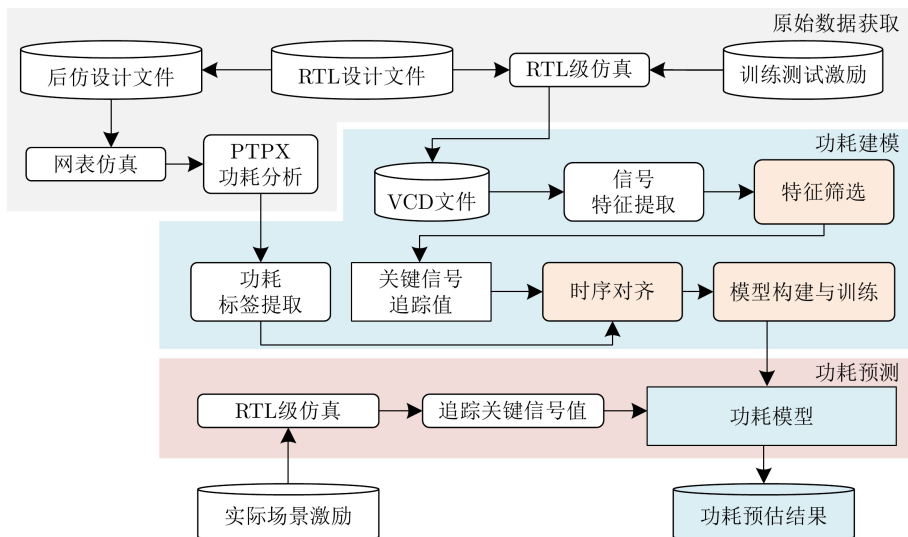 原始数据获取
后仿设计文件
RTL设计文件
RTL级仿真
训练测试激励
网表仿真
PTPX
功耗分析
功耗建模
VCD文件
信号
特征提取
特征筛选
功耗
标签提取
关键信号
追踪值
时序对齐
模型构建与训练
功耗预测
RTL级仿真
追踪关键信号值
功耗模型
实际场景激励
功耗预估结果